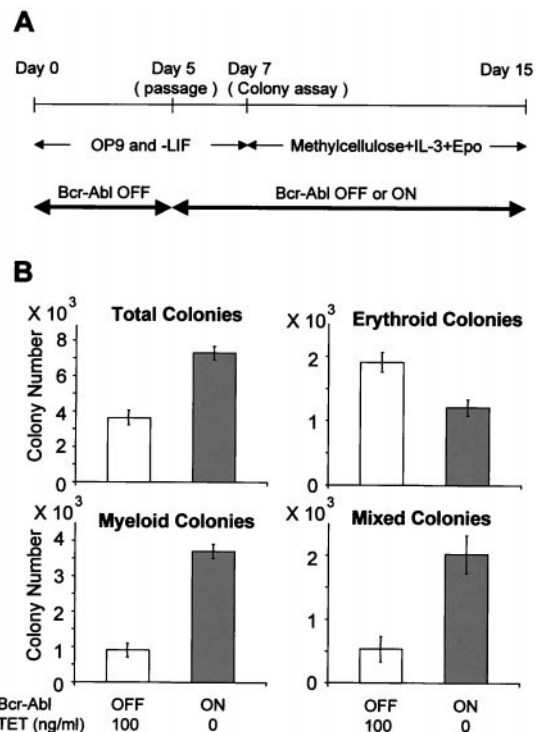 A
Day 0 Day 5 Day 7 Day 15
( passage ) ( Colony assay )
OP9 and -LIF Methylcellulose+IL-3+Epo
Bcr-Abl OFF Bcr-Abl OFF or ON
B
X 10³ Total Colonies
Colony Number
8
6
4
2
0
X 10³ Erythroid Colonies
2
1
0
X 10³ Myeloid Colonies
Colony Number
4
3
2
1
0
X 10³ Mixed Colonies
2
1
0
Bcr-Abl OFF ON OFF ON
TET (ng/ml) 100 0 100 0